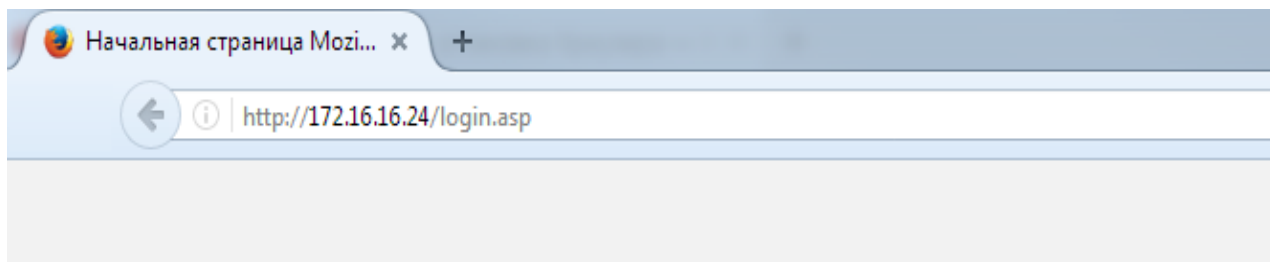 Начальная страница Mozi...
http://172.16.16.24/login.asp